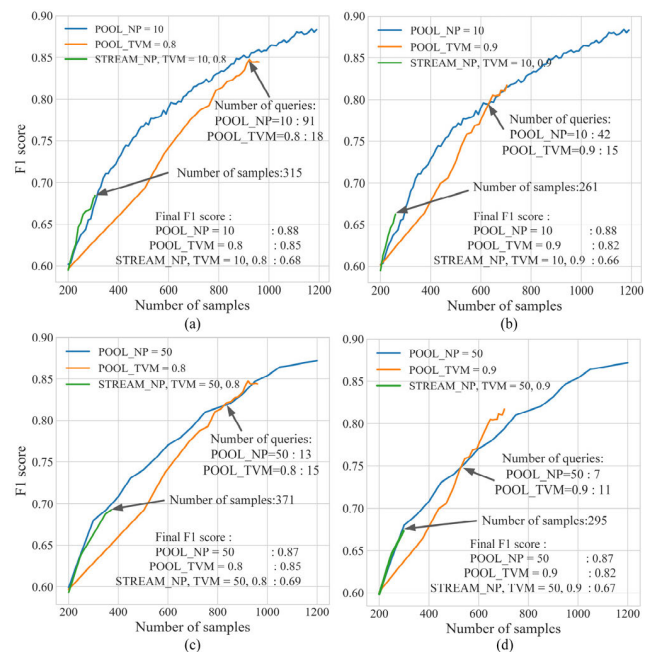 0.90
0.85
0.80
0.75
0.70
0.65
0.60
F1 score
POOL_NP = 10
POOL_TVM = 0.8
STREAM_NP, TVM = 10, 0.8
Number of queries:
POOL_NP=10 : 91
POOL_TVM=0.8 : 18
Number of samples:315
Final F1 score :
POOL_NP = 10 : 0.88
POOL_TVM = 0.8 : 0.85
STREAM_NP, TVM = 10, 0.8 : 0.68
200 400 600 800 1000 1200
Number of samples
(a)
0.90
0.85
0.80
0.75
0.70
0.65
0.60
POOL_NP = 10
POOL_TVM = 0.9
STREAM_NP, TVM = 10, 0.9
Number of queries:
POOL_NP=10 : 42
POOL_TVM=0.9 : 15
Number of samples:261
Final F1 score :
POOL_NP = 10 : 0.88
POOL_TVM = 0.9 : 0.82
STREAM_NP, TVM = 10, 0.9 : 0.66
200 400 600 800 1000 1200
Number of samples
(b)
0.90
0.85
0.80
0.75
0.70
0.65
0.60
F1 score
POOL_NP = 50
POOL_TVM = 0.8
STREAM_NP, TVM = 50, 0.8
Number of queries:
POOL_NP=50 : 13
POOL_TVM=0.8 : 15
Number of samples:371
Final F1 score :
POOL_NP = 50 : 0.87
POOL_TVM = 0.8 : 0.85
STREAM_NP, TVM = 50, 0.8 : 0.69
200 400 600 800 1000 1200
Number of samples
(c)
0.90
0.85
0.80
0.75
0.70
0.65
0.60
POOL_NP = 50
POOL_TVM = 0.9
STREAM_NP, TVM = 50, 0.9
Number of queries:
POOL_NP=50 : 7
POOL_TVM=0.9 : 11
Number of samples:295
Final F1 score :
POOL_NP = 50 : 0.87
POOL_TVM = 0.9 : 0.82
STREAM_NP, TVM = 50, 0.9 : 0.67
200 400 600 800 1000 1200
Number of samples
(d)